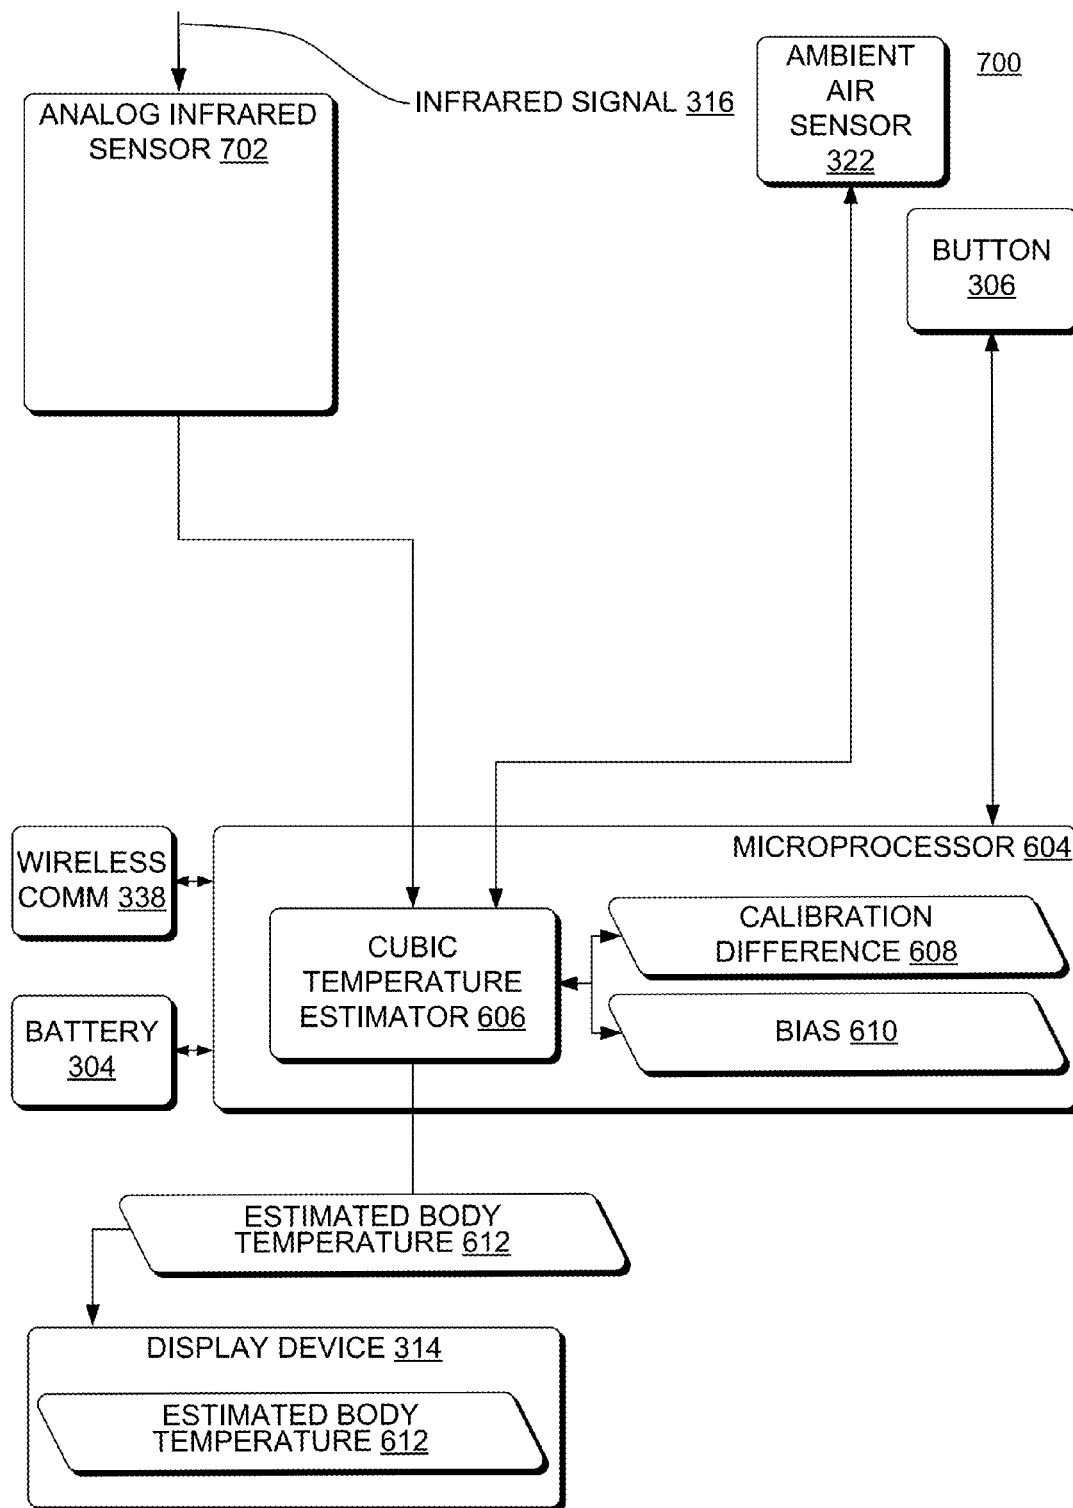 AMBIENT
AIR
SENSOR
322
700
ANALOG INFRARED
SENSOR 702
INFRARED SIGNAL 316
BUTTON
306
MICROPROCESSOR 604
WIRELESS
COMM 338
CUBIC
TEMPERATURE
ESTIMATOR 606
CALIBRATION
DIFFERENCE 608
BIAS 610
BATTERY
304
ESTIMATED BODY
TEMPERATURE 612
DISPLAY DEVICE 314
ESTIMATED BODY
TEMPERATURE 612